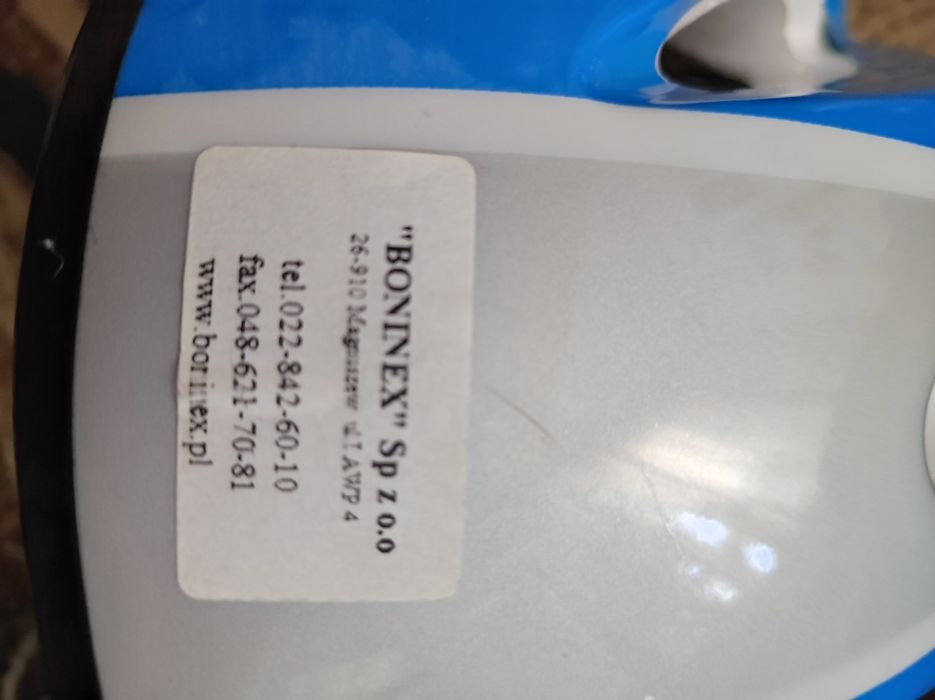 "BONINEX" Sp z o.o
26-910 Magnuszew ul.I AWP 4
tel.022-842-60-10
fax.048-621-70-81
www.boninex.pl